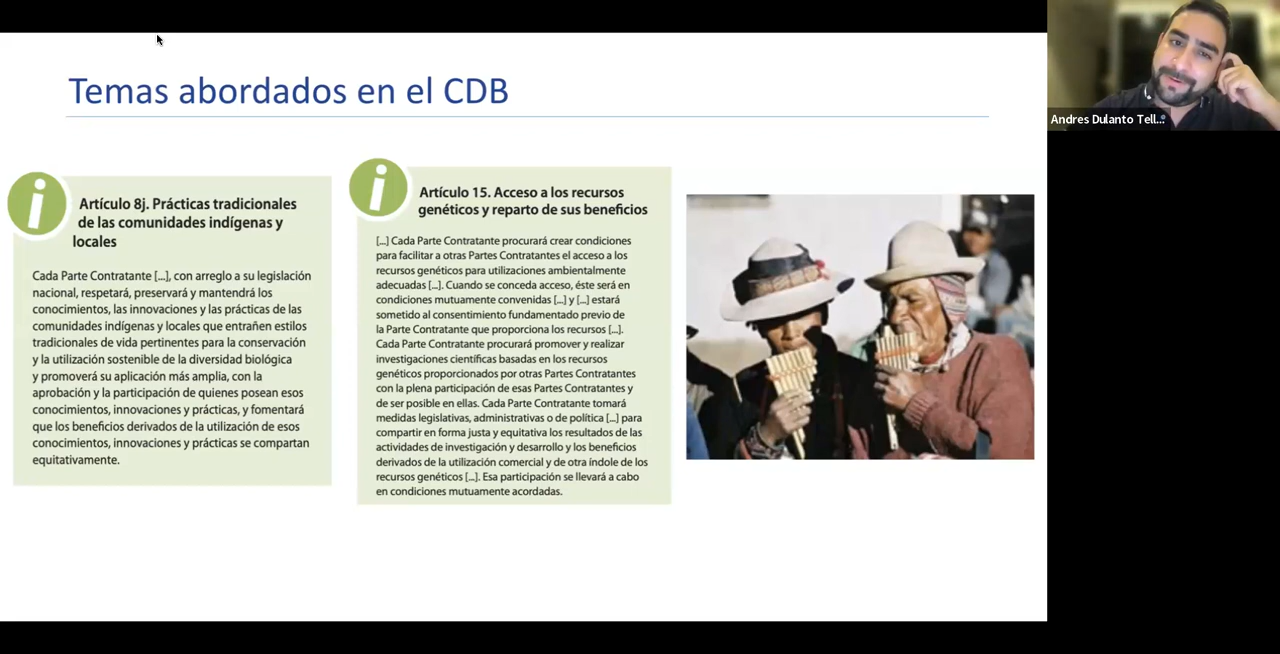 Temas abordados en el CDB
Artículo 8j. Prácticas tradicionales
de las comunidades indígenas y
locales
Cada Parte Contratante [...], con arreglo a su legislación
nacional, respetará, preservará y mantendrá los
conocimientos, las innovaciones y las prácticas de las
comunidades indígenas y locales que entrañen estilos
tradicionales de vida pertinentes para la conservación
y la utilización sostenible de la diversidad biológica
y promoverá su aplicación más amplia, con la
aprobación y la participación de quienes posean esos
conocimientos, innovaciones y prácticas, y fomentará
que los beneficios derivados de la utilización de esos
conocimientos, innovaciones y prácticas se compartan
equitativamente.
Artículo 15. Acceso a los recursos
genéticos y reparto de sus beneficios
[...] Cada Parte Contratante procurará crear condiciones
para facilitar a otras Partes Contratantes el acceso a los
recursos genéticos para utilizaciones ambientalmente
adecuadas [...]. Cuando se conceda acceso, éste será en
condiciones mutuamente convenidas [...] y [...] estará
sometido al consentimiento fundamentado previo de
la Parte Contratante que proporciona los recursos [...].
Cada Parte Contratante procurará promover y realizar
investigaciones científicas basadas en los recursos
genéticos proporcionados por otras Partes Contratantes
con la plena participación de esas Partes Contratantes y
de ser posible en ellas. Cada Parte Contratante tomará
medidas legislativas, administrativas o de política [...] para
compartir en forma justa y equitativa los resultados de las
actividades de investigación y desarrollo y los beneficios
derivados de la utilización comercial y de otra índole de los
recursos genéticos [...]. Esa participación se llevará a cabo
en condiciones mutuamente acordadas.
Andres Dulanto Tell...